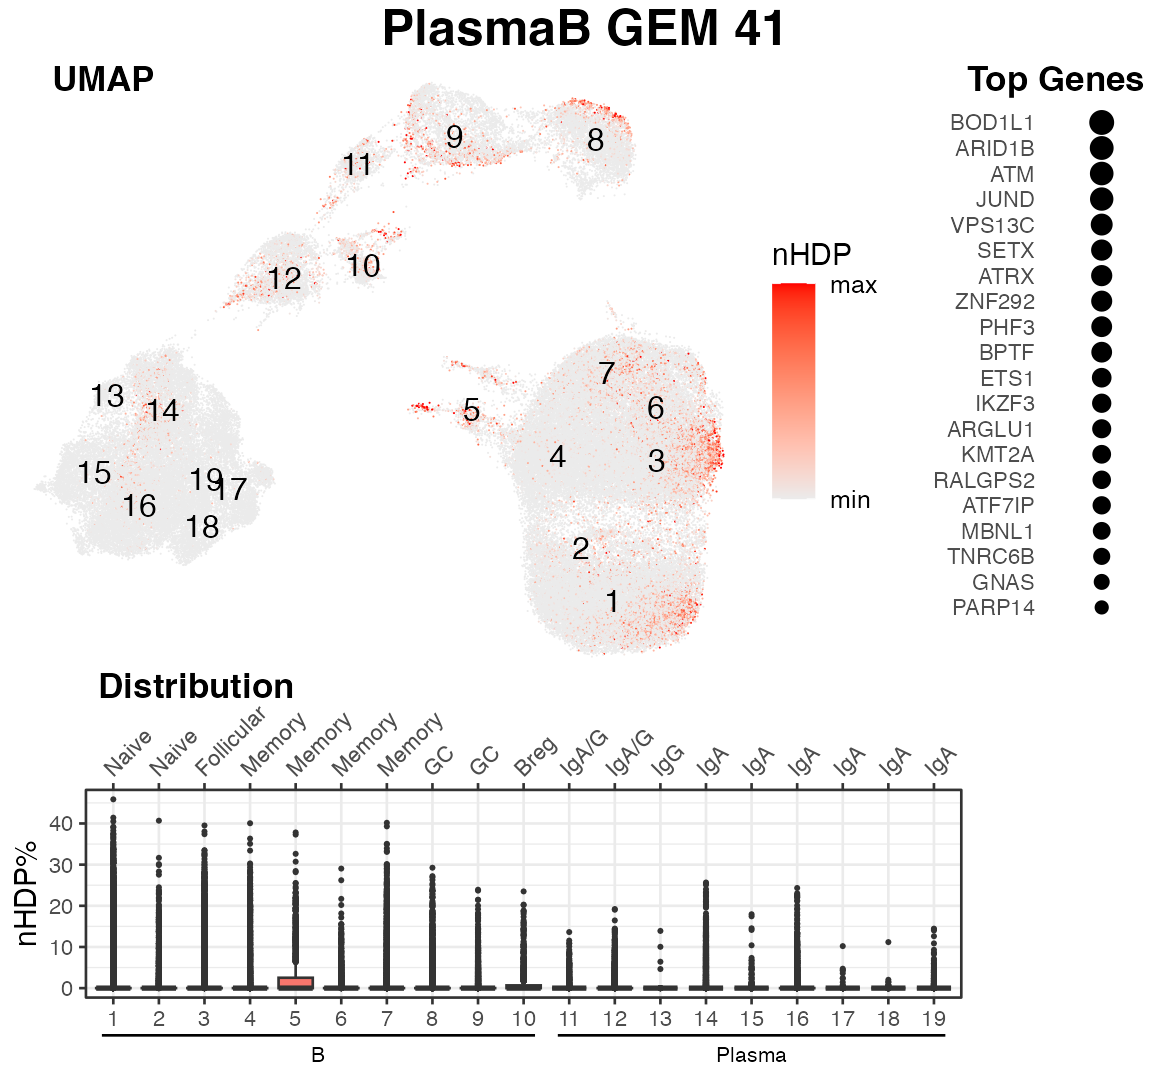 PlasmaB GEM 41
UMAP
Top Genes
9
8
11
10
12
7
13
14
5
6
4
3
15
19
17
16
18
2
1
nHDP
max
min
BOD1L1
ARID1B
ATM
JUND
VPS13C
SETX
ATRX
ZNF292
PHF3
BPTF
ETS1
IKZF3
ARGLU1
KMT2A
RALGPS2
ATF7IP
MBNL1
TNRC6B
GNAS
PARP14
Distribution
Naive Naive Follicular Memory Memory Memory Memory GC GC Breg IgA/G IgA/G IgG IgA IgA IgA IgA IgA IgA
nHDP%
40
30
20
10
0
1 2 3 4 5 6 7 8 9 10 11 12 13 14 15 16 17 18 19
B Plasma